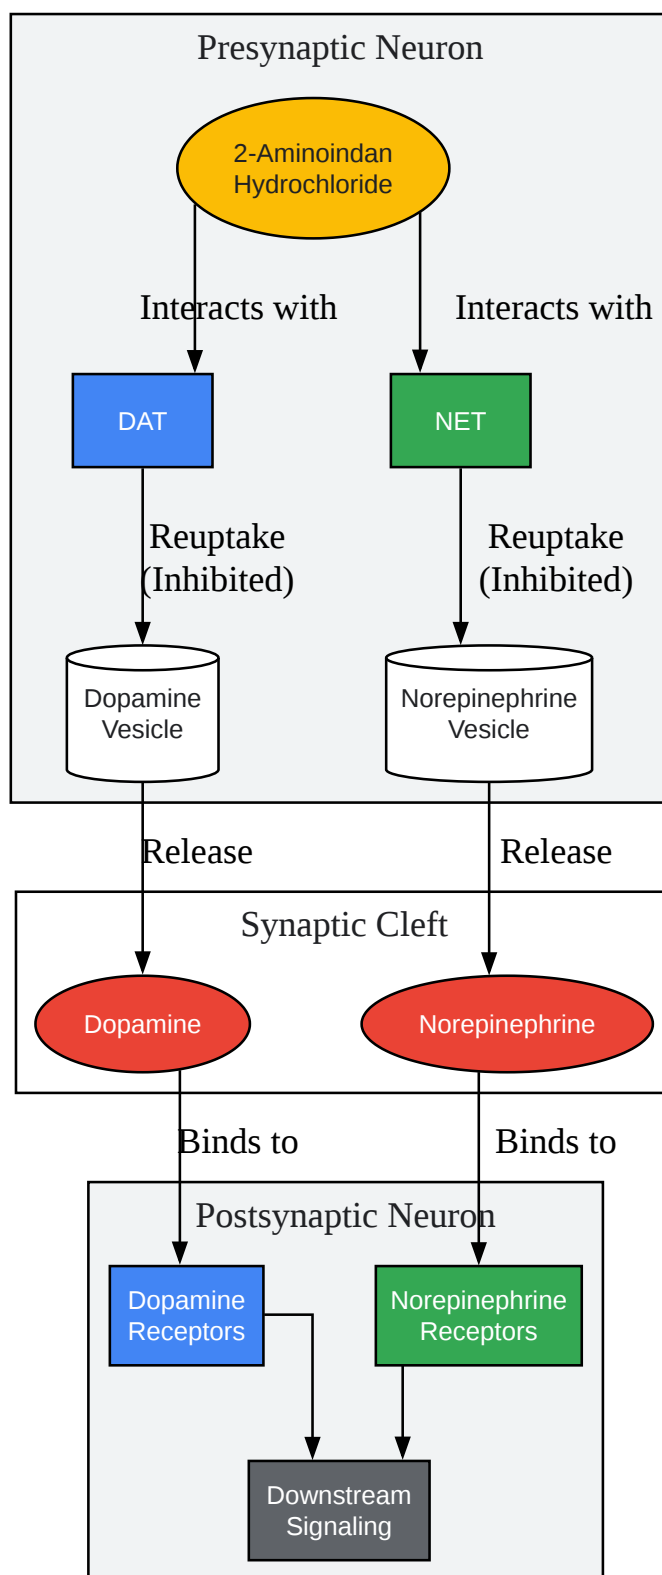 Presynaptic Neuron
2-Aminoindan
Hydrochloride
Interacts with
Interacts with
DAT
NET
Reuptake
(Inhibited)
Reuptake
(Inhibited)
Dopamine
Vesicle
Norepinephrine
Vesicle
Release
Release
Synaptic Cleft
Dopamine
Norepinephrine
Binds to
Binds to
Postsynaptic Neuron
Dopamine
Receptors
Norepinephrine
Receptors
Downstream
Signaling